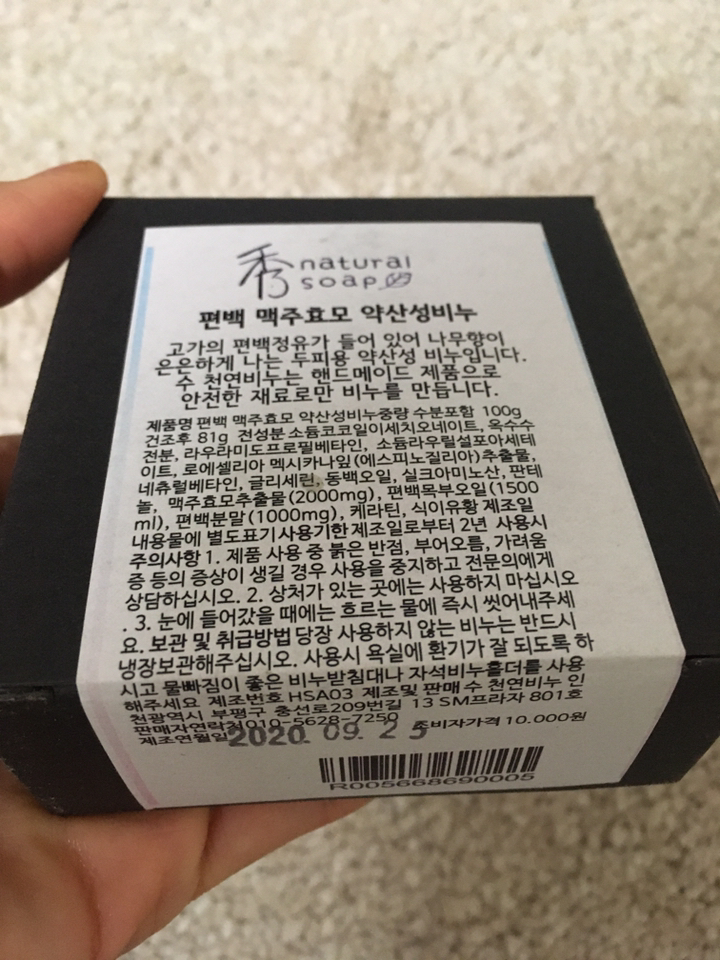 秀 natural
soap
편백 맥주효모 약산성비누
고가의 편백정유가 들어 있어 나무향이
은은하게 나는 두피용 약산성 비누입니다.
수 천연비누는 핸드메이드 제품으로
안전한 재료로만 비누를 만듭니다.
제품명 편백 맥주효모 약산성비누중량 수분포함 100g
건조후 81g 전성분 소듐코코일이세치오네이트, 옥수수
전분, 라우라미도프로필베타인, 소듐라우릴설포아세테
이트, 로에셀리아 멕시카나잎(에스피노질리아)추출물,
네츄럴베타인, 글리세린, 동백오일, 실크아미노산, 판테
놀, 맥주효모추출물(2000mg), 편백목부오일(1500
ml), 편백분말(1000mg), 케라틴, 식이유황 제조일
내용물에 별도표기 사용기한 제조일로부터 2년 사용시
주의사항 1. 제품 사용 중 붉은 반점, 부어오름, 가려움
증 등의 증상이 생길 경우 사용을 중지하고 전문의에게
상담하십시오. 2. 상처가 있는 곳에는 사용하지 마십시오
. 3. 눈에 들어갔을 때에는 흐르는 물에 즉시 씻어내주세
요. 보관 및 취급방법 당장 사용하지 않는 비누는 반드시
냉장보관해주십시오. 사용시 욕실에 환기가 잘 되도록 하
시고 물빠짐이 좋은 비누받침대나 자석비누홀더를 사용
해주세요 제조번호 HSA03 제조및 판매 수 천연비누 인
천광역시 부평구 충선로209번길 13 SM프라자 801호
판매자연락처010-5628-7250 소비자가격 10.000원
제조연월일 2020. 09. 25
R005668690005